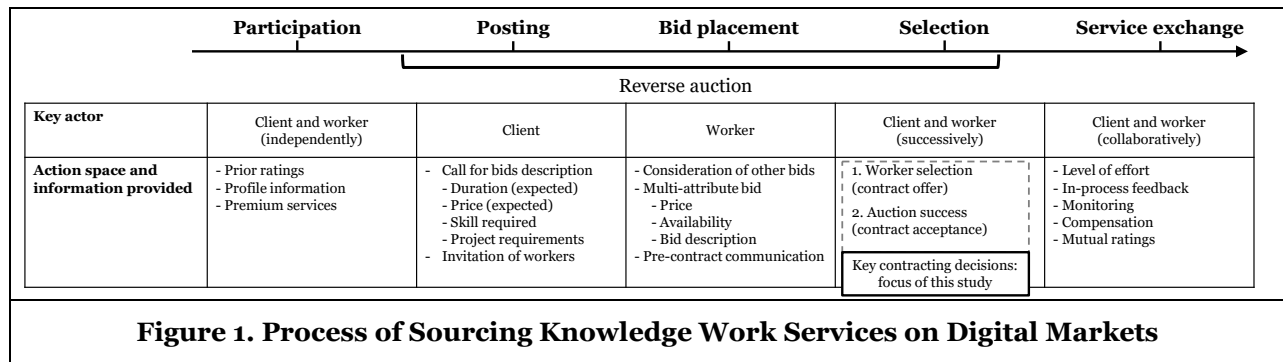 Participation Posting Bid placement Selection Service exchange
Reverse auction
Key actor
Client and worker
(independently)
Client
Worker
Client and worker
(successively)
Client and worker
(collaboratively)
Action space and
information provided
- Prior ratings
- Profile information
- Premium services
- Call for bids description
- Duration (expected)
- Price (expected)
- Skill required
- Project requirements
- Invitation of workers
- Consideration of other bids
- Multi-attribute bid
- Price
- Availability
- Bid description
- Pre-contract communication
1. Worker selection
(contract offer)
2. Auction success
(contract acceptance)
Key contracting decisions:
focus of this study
- Level of effort
- In-process feedback
- Monitoring
- Compensation
- Mutual ratings
Figure 1. Process of Sourcing Knowledge Work Services on Digital Markets